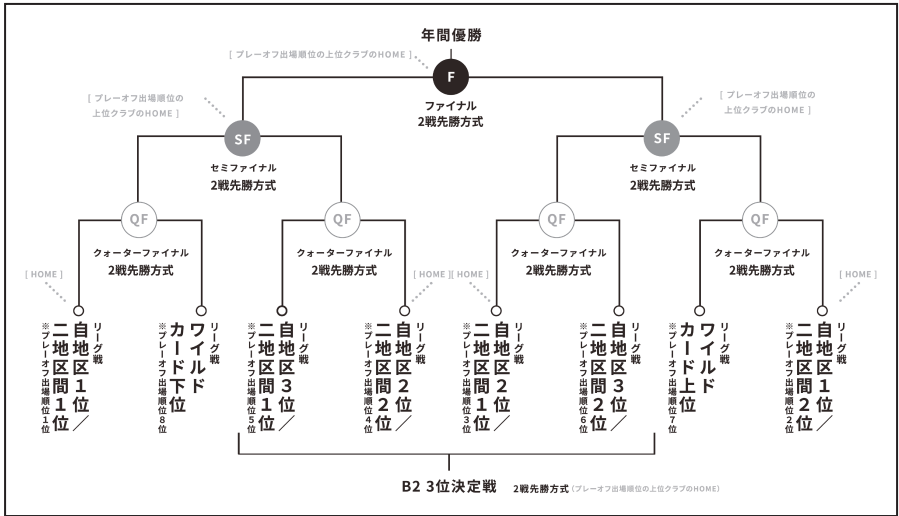 年間優勝
[ プレーオフ出場順位の上位クラブのHOME ]
F
ファイナル
2戦先勝方式
[ プレーオフ出場順位の
上位クラブのHOME ]
SF
セミファイナル
2戦先勝方式
[ プレーオフ出場順位の
上位クラブのHOME ]
SF
セミファイナル
2戦先勝方式
QF
クォーターファイナル
2戦先勝方式
QF
クォーターファイナル
2戦先勝方式
QF
クォーターファイナル
2戦先勝方式
QF
クォーターファイナル
2戦先勝方式
[ HOME ]
[ HOME ]
[ HOME ]
[ HOME ]
リーグ戦
自地区1位／
二地区間1位
※プレーオフ出場順位1位
リーグ戦
ワイルド
カード下位
※プレーオフ出場順位8位
リーグ戦
自地区3位／
二地区間1位
※プレーオフ出場順位5位
リーグ戦
自地区2位／
二地区間2位
※プレーオフ出場順位4位
リーグ戦
自地区2位／
二地区間1位
※プレーオフ出場順位3位
リーグ戦
自地区3位／
二地区間2位
※プレーオフ出場順位6位
リーグ戦
ワイルド
カード上位
※プレーオフ出場順位7位
リーグ戦
自地区1位／
二地区間2位
※プレーオフ出場順位2位
B2 3位決定戦 2戦先勝方式(プレーオフ出場順位の上位クラブのHOME)